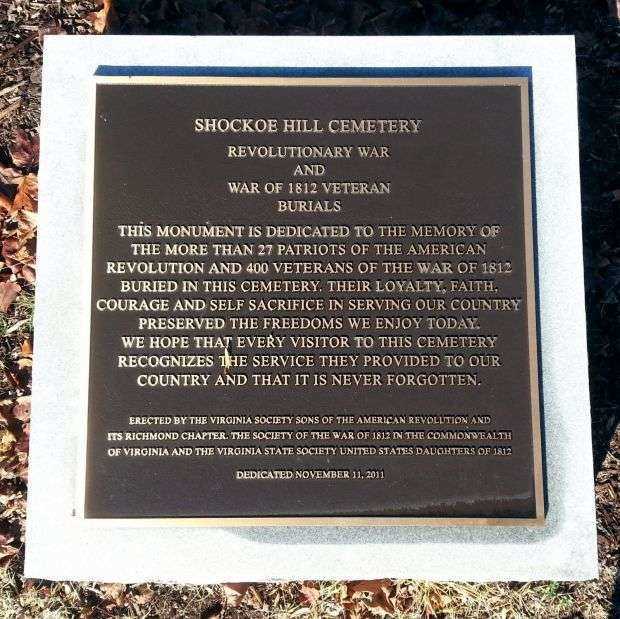 SHOCKOE HILL CEMETERY
REVOLUTIONARY WAR
AND
WAR OF 1812 VETERAN
BURIALS
THIS MONUMENT IS DEDICATED TO THE MEMORY OF
THE MORE THAN 27 PATRIOTS OF THE AMERICAN
REVOLUTION AND 400 VETERANS OF THE WAR OF 1812
BURIED IN THIS CEMETERY. THEIR LOYALTY, FAITH,
COURAGE AND SELF SACRIFICE IN SERVING OUR COUNTRY
PRESERVED THE FREEDOMS WE ENJOY TODAY.
WE HOPE THAT EVERY VISITOR TO THIS CEMETERY
RECOGNIZES THE SERVICE THEY PROVIDED TO OUR
COUNTRY AND THAT IT IS NEVER FORGOTTEN.
ERECTED BY THE VIRGINIA SOCIETY SONS OF THE AMERICAN REVOLUTION AND
ITS RICHMOND CHAPTER, THE SOCIETY OF THE WAR OF 1812 IN THE COMMONWEALTH
OF VIRGINIA AND THE VIRGINIA STATE SOCIETY UNITED STATES DAUGHTERS OF 1812
DEDICATED NOVEMBER 11, 2011